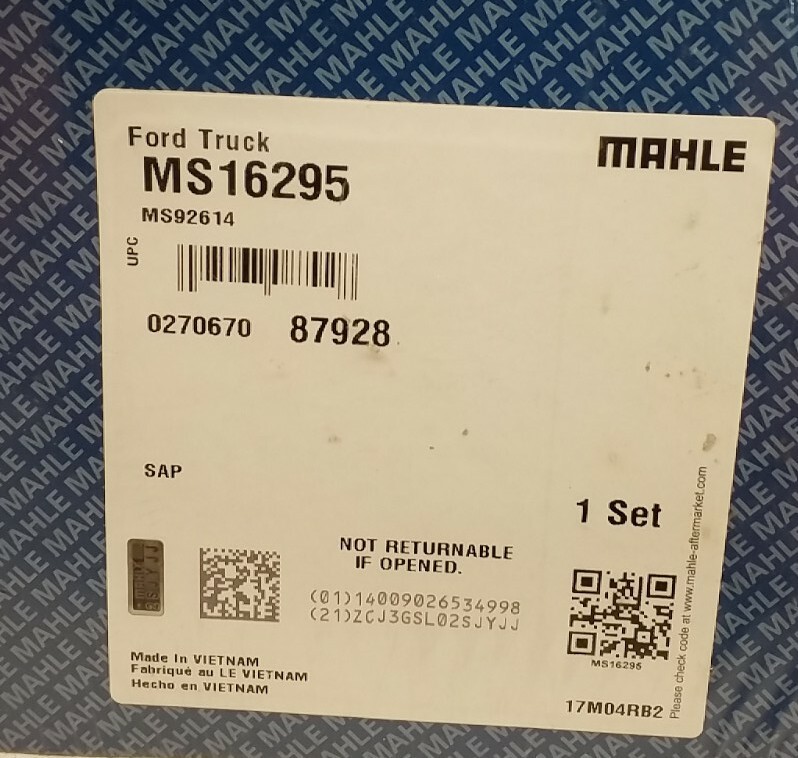 Ford Truck
MAHLE
MS16295
MS92614
UPC
0270670 87928
SAP
1 Set
NOT RETURNABLE
IF OPENED.
(01)14009026534998
(21)ZCJ3GSL02SJYJJ
MS16295
Made In VIETNAM
Fabriqué au LE VIETNAM
Hecho en VIETNAM
17M04RB2
Please check code at www.mahle-aftermarket.com